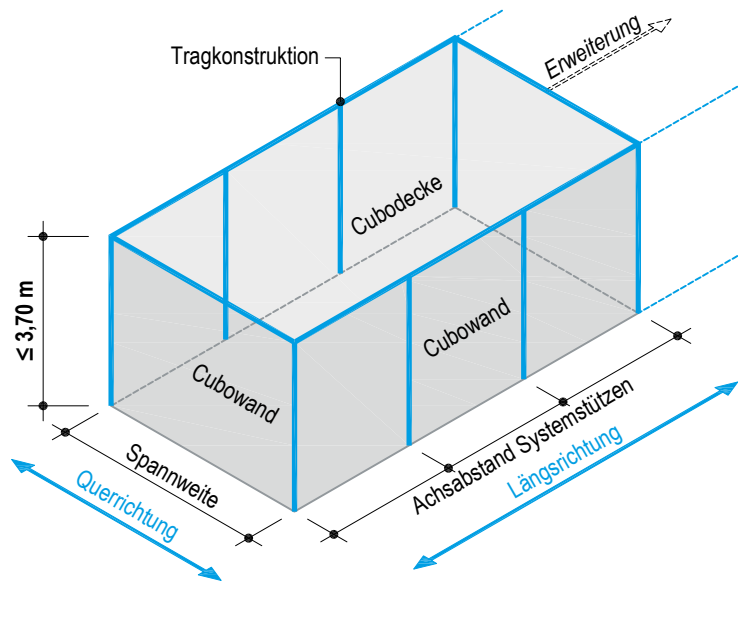 Tragkonstruktion
Erweiterung
Cubodecke
≤ 3,70 m
Cubowand
Cubowand
Spannweite
Querrichtung
Achsabstand Systemstützen
Längsrichtung